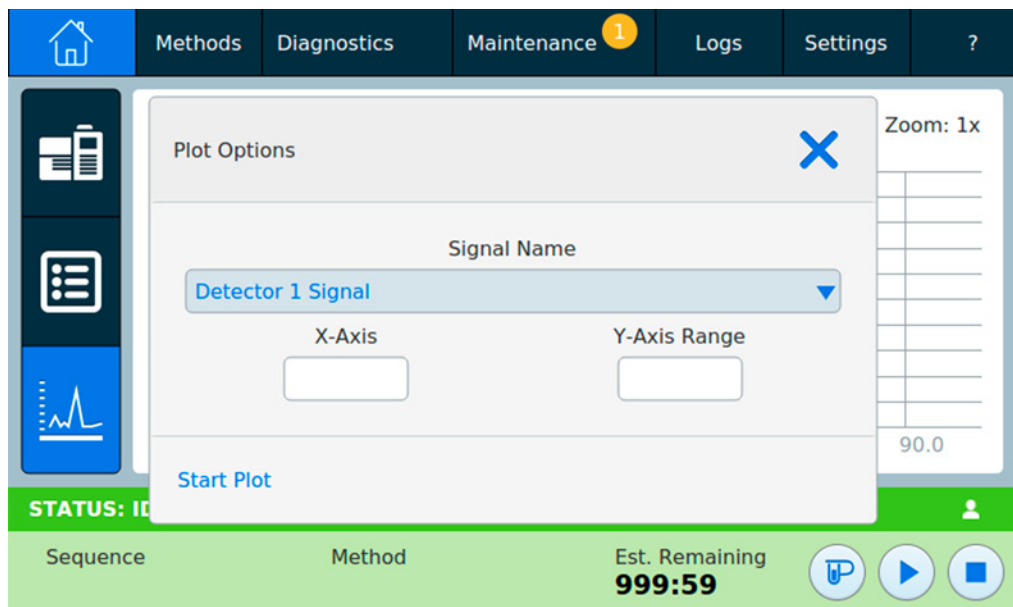 Methods Diagnostics Maintenance 1 Logs Settings ?
Plot Options
Zoom: 1x
Signal Name
Detector 1 Signal
X-Axis Y-Axis Range
90.0
Start Plot
STATUS:
Sequence Method Est. Remaining
999:59